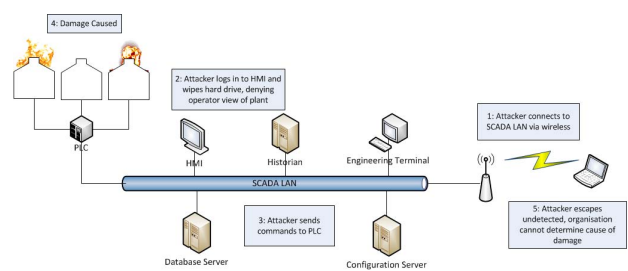 4: Damage Caused
2: Attacker logs in to HMI and
wipes hard drive, denying
operator view of plant
1: Attacker connects to
SCADA LAN via wireless
PLC
HMI
Historian
Engineering Terminal
SCADA LAN
3: Attacker sends
commands to PLC
5: Attacker escapes
undetected, organisation
cannot determine cause of
damage
Database Server
Configuration Server